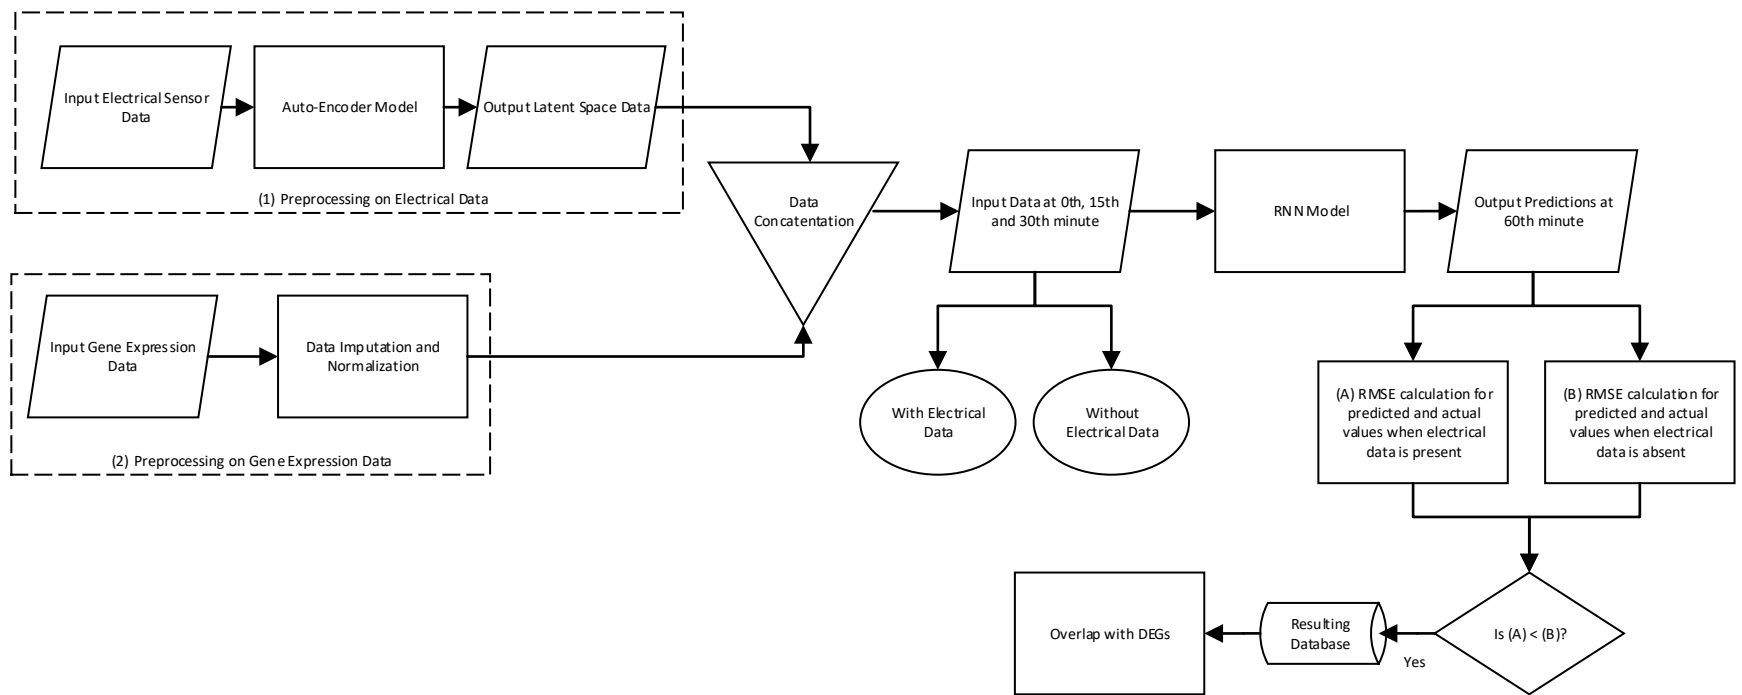 Input Electrical Sensor
Data
Auto-Encoder Model
Output Latent Space Data
(1) Preprocessing on Electrical Data
Input Gene Expression
Data
Data Imputation and
Normalization
(2) Preprocessing on Gene Expression Data
Data
Concatentation
Input Data at 0th, 15th
and 30th minute
RNN Model
Output Predictions at
60th minute
With Electrical
Data
Without
Electrical Data
(A) RMSE calculation for
predicted and actual
values when electrical
data is present
(B) RMSE calculation for
predicted and actual
values when electrical
data is absent
Is (A) < (B)?
Yes
Resulting
Database
Overlap with DEGs